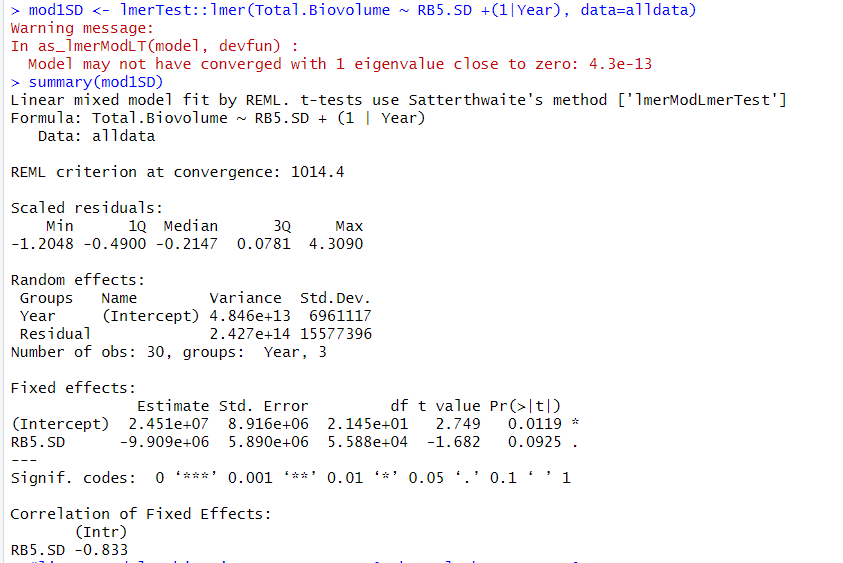 > mod1SD <- lmerTest::lmer(Total.Biovolume ~ RB5.SD +(1|Year), data=alldata)
Warning message:
In as_lmerModLT(model, devfun) :
  Model may not have converged with 1 eigenvalue close to zero: 4.3e-13
> summary(mod1SD)
Linear mixed model fit by REML. t-tests use Satterthwaite's method ['lmerModLmerTest']
Formula: Total.Biovolume ~ RB5.SD + (1 | Year)
   Data: alldata

REML criterion at convergence: 1014.4

Scaled residuals:
    Min      1Q  Median      3Q     Max
-1.2048 -0.4900 -0.2147  0.0781  4.3090

Random effects:
 Groups   Name        Variance  Std.Dev.
 Year     (Intercept) 4.846e+13  6961117
 Residual             2.427e+14 15577396
Number of obs: 30, groups:  Year, 3

Fixed effects:
              Estimate Std. Error         df t value Pr(>|t|)
(Intercept)  2.451e+07  8.916e+06  2.145e+01   2.749   0.0119 *
RB5.SD      -9.909e+06  5.890e+06  5.588e+04  -1.682   0.0925 .
---
Signif. codes:  0 ‘***’ 0.001 ‘**’ 0.01 ‘*’ 0.05 ‘.’ 0.1 ‘ ’ 1

Correlation of Fixed Effects:
       (Intr)
RB5.SD -0.833